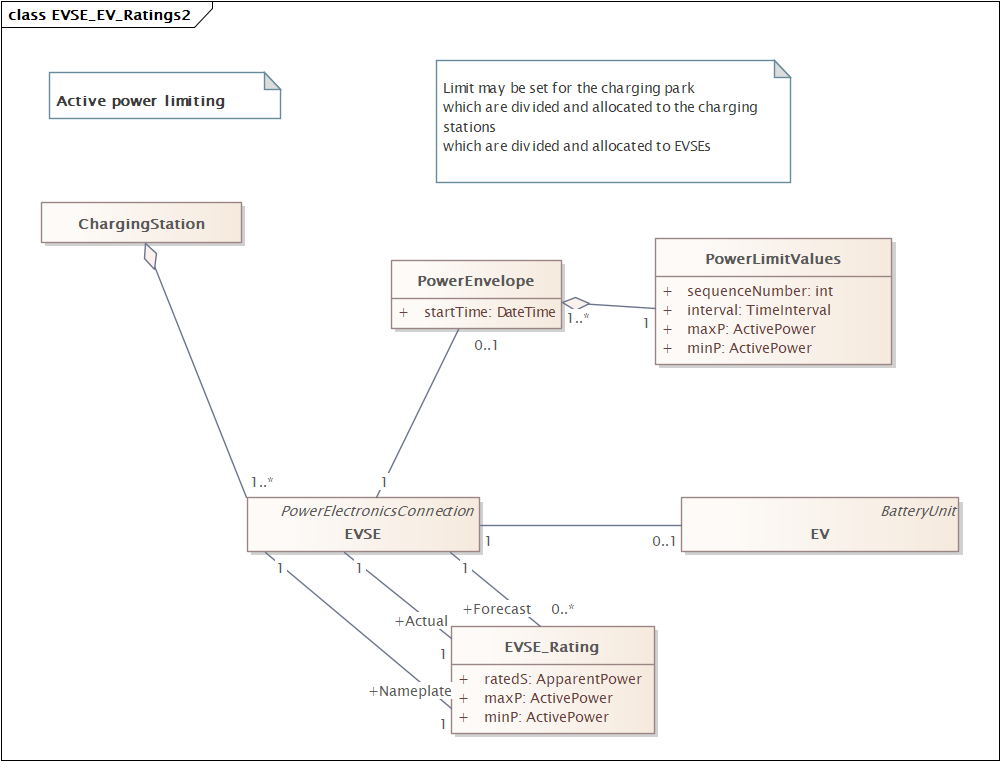 class EVSE_EV_Ratings2
Active power limiting
Limit may be set for the charging park
which are divided and allocated to the charging
stations
which are divided and allocated to EVSEs
ChargingStation
PowerEnvelope
+ startTime: DateTime
1..*
1
PowerLimitValues
+ sequenceNumber: int
+ interval: TimeInterval
+ maxP: ActivePower
+ minP: ActivePower
0..1
1..*
1
PowerElectronicsConnection
EVSE
1
0..1
BatteryUnit
EV
1
1
1
+Forecast
0..*
+Actual
1
+Nameplate
1
EVSE_Rating
+ ratedS: ApparentPower
+ maxP: ActivePower
+ minP: ActivePower